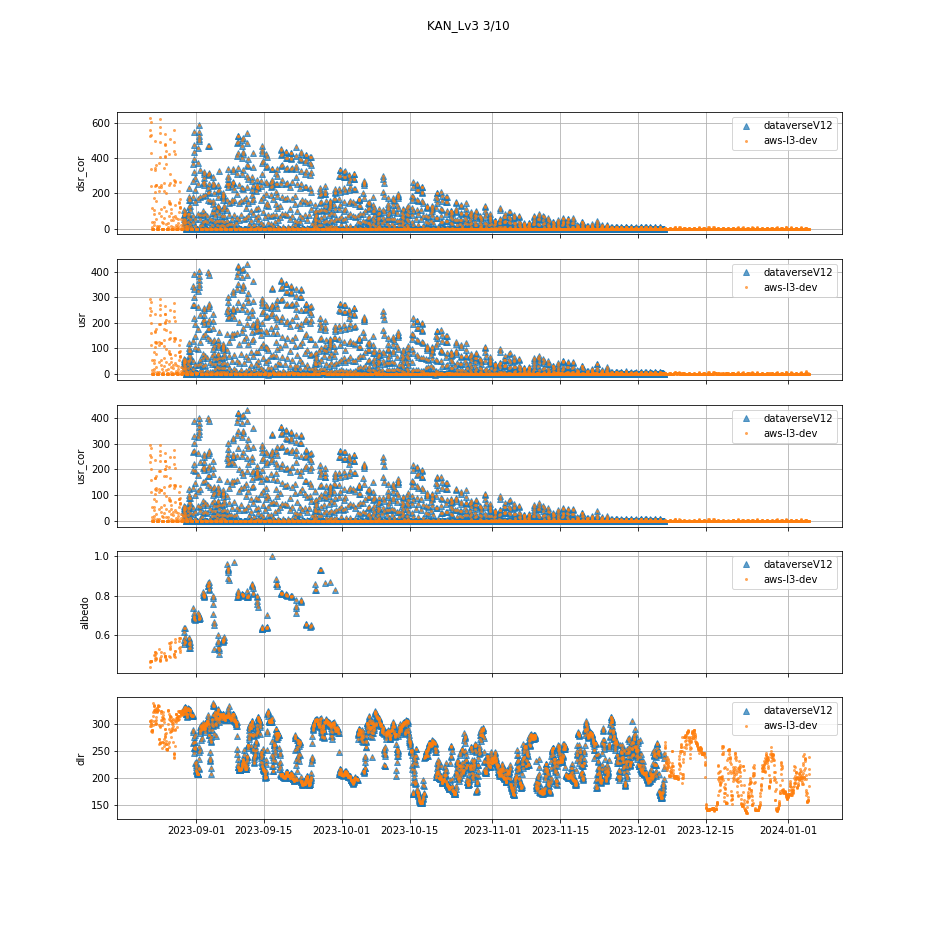 KAN_Lv3 3/10
600
400
200
0
dsr_cor
dataverseV12
aws-l3-dev
400
300
200
100
0
usr
dataverseV12
aws-l3-dev
400
300
200
100
0
usr_cor
dataverseV12
aws-l3-dev
1.0
0.8
0.6
albedo
dataverseV12
aws-l3-dev
300
250
200
150
dlr
dataverseV12
aws-l3-dev
2023-09-01 2023-09-15 2023-10-01 2023-10-15 2023-11-01 2023-11-15 2023-12-01 2023-12-15 2024-01-01